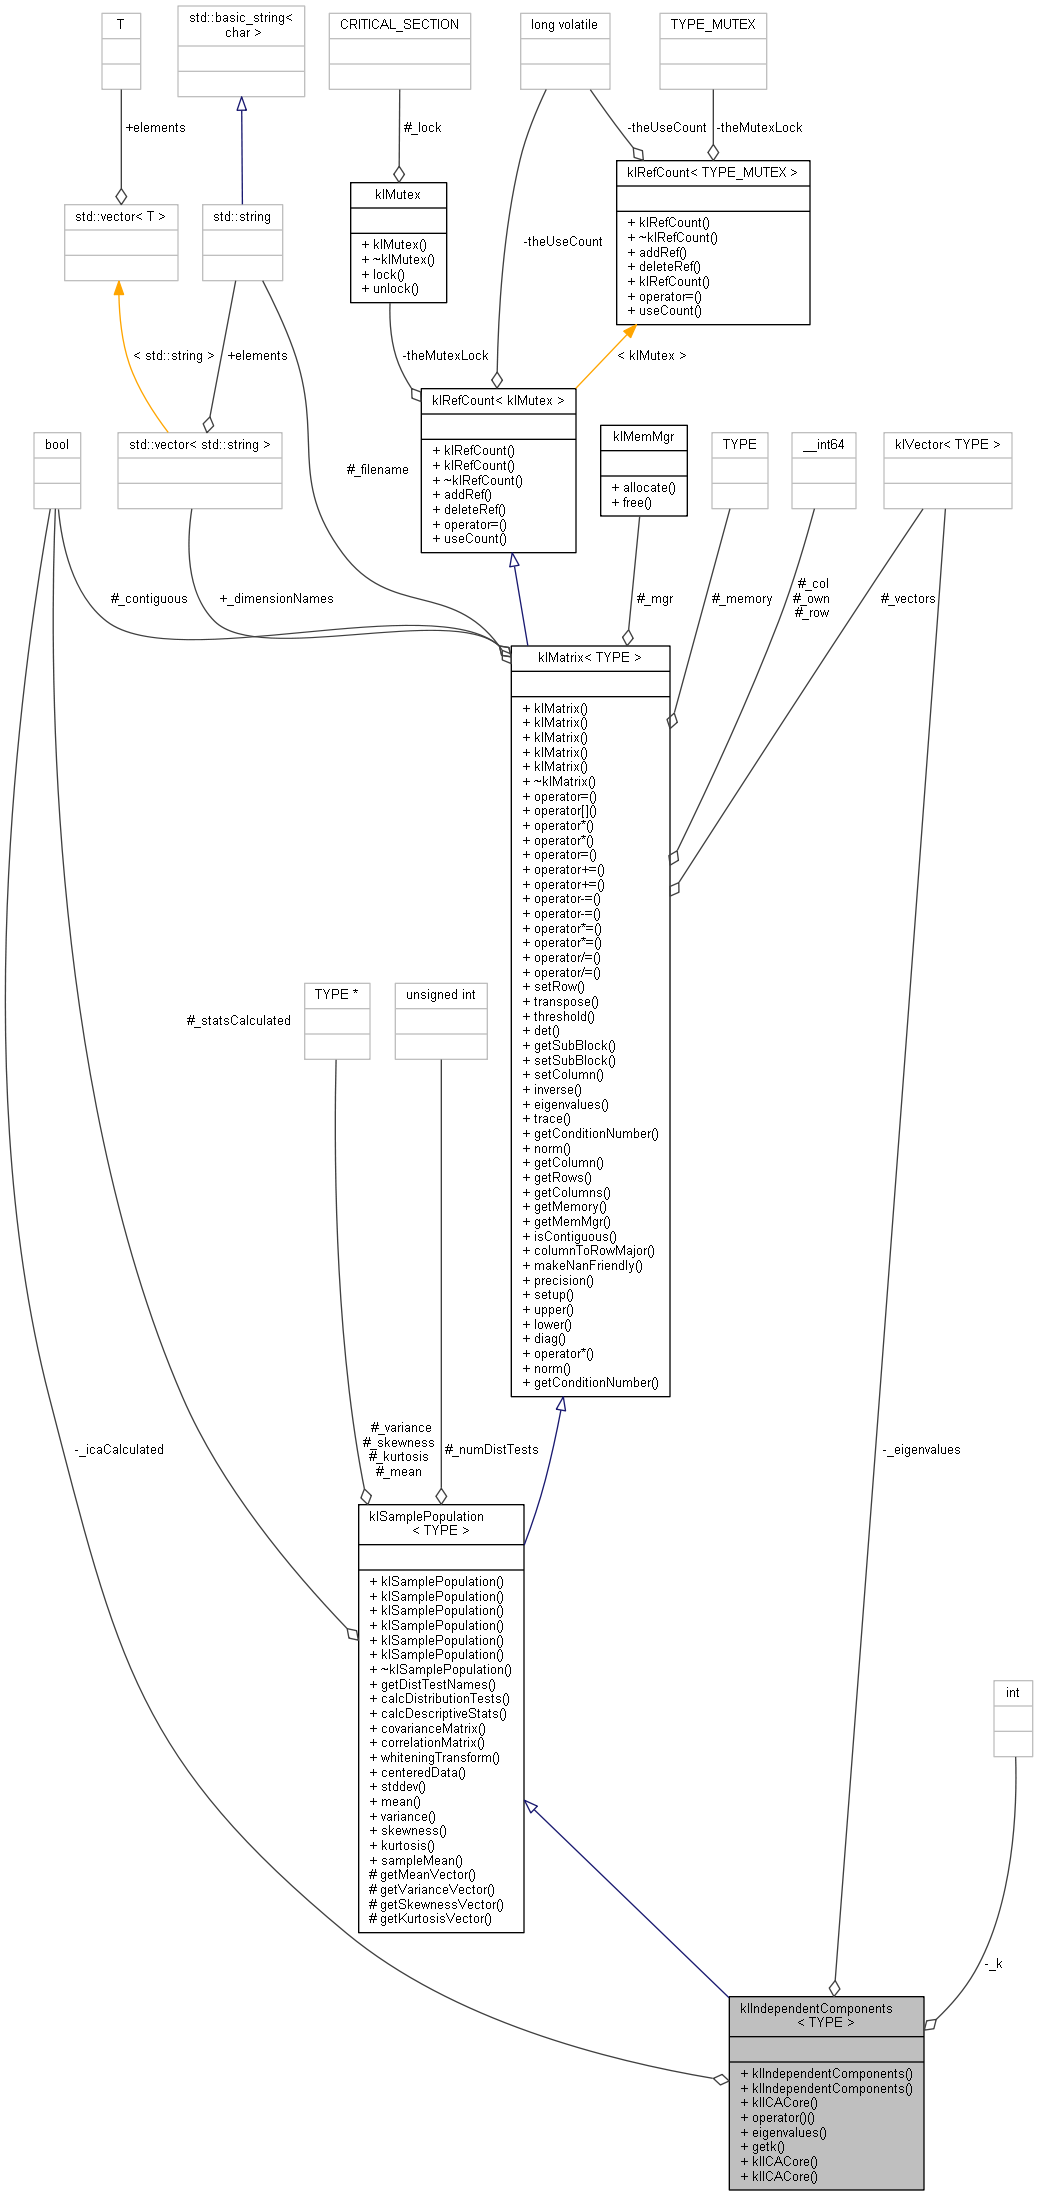 T
std::basic_string<
char >
CRITICAL_SECTION
long volatile
TYPE_MUTEX
+elements
#_lock
-theUseCount
-theMutexLock
klRefCount< TYPE_MUTEX >
+ klRefCount()
+ ~klRefCount()
+ addRef()
+ deleteRef()
+ klRefCount()
+ operator=()
+ useCount()
klMutex
+ klMutex()
+ ~klMutex()
+ lock()
+ unlock()
std::vector< T >
std::string
-theUseCount
< std::string >
+elements
-theMutexLock
< klMutex >
klRefCount< klMutex >
+ klRefCount()
+ klRefCount()
+ ~klRefCount()
+ addRef()
+ deleteRef()
+ operator=()
+ useCount()
bool
std::vector< std::string >
#_filename
klMemMgr
+ allocate()
+ free()
TYPE
__int64
klVector< TYPE >
#_contiguous
+_dimensionNames
#_mgr
#_memory
#_col
#_own
#_row
#_vectors
klMatrix< TYPE >
+ klMatrix()
+ klMatrix()
+ klMatrix()
+ klMatrix()
+ klMatrix()
+ ~klMatrix()
+ operator=()
+ operator[]()
+ operator*()
+ operator*()
+ operator=()
+ operator+=()
+ operator+=()
+ operator-=()
+ operator-=()
+ operator*=()
+ operator*=()
+ operator/=()
+ operator/=()
+ setRow()
+ transpose()
+ threshold()
+ det()
+ getSubBlock()
+ setSubBlock()
+ setColumn()
+ inverse()
+ eigenvalues()
+ trace()
+ getConditionNumber()
+ norm()
+ getColumn()
+ getRows()
+ getColumns()
+ getMemory()
+ getMemMgr()
+ isContiguous()
+ columnToRowMajor()
+ makeNanFriendly()
+ precision()
+ setup()
+ upper()
+ lower()
+ diag()
+ operator*()
+ norm()
+ getConditionNumber()
#_statsCalculated
TYPE *
unsigned int
-_icaCalculated
#_variance
#_skewness
#_kurtosis
#_mean
#_numDistTests
-_eigenvalues
klSamplePopulation
< TYPE >
+ klSamplePopulation()
+ klSamplePopulation()
+ klSamplePopulation()
+ klSamplePopulation()
+ klSamplePopulation()
+ klSamplePopulation()
+ ~klSamplePopulation()
+ getDistTestNames()
+ calcDistributionTests()
+ calcDescriptiveStats()
+ covarianceMatrix()
+ correlationMatrix()
+ whiteningTransform()
+ centeredData()
+ stddev()
+ mean()
+ variance()
+ skewness()
+ kurtosis()
+ sampleMean()
# getMeanVector()
# getVarianceVector()
# getSkewnessVector()
# getKurtosisVector()
int
-_k
klIndependentComponents
< TYPE >
+ klIndependentComponents()
+ klIndependentComponents()
+ klICACore()
+ operator()()
+ eigenvalues()
+ getk()
+ klICACore()
+ klICACore()